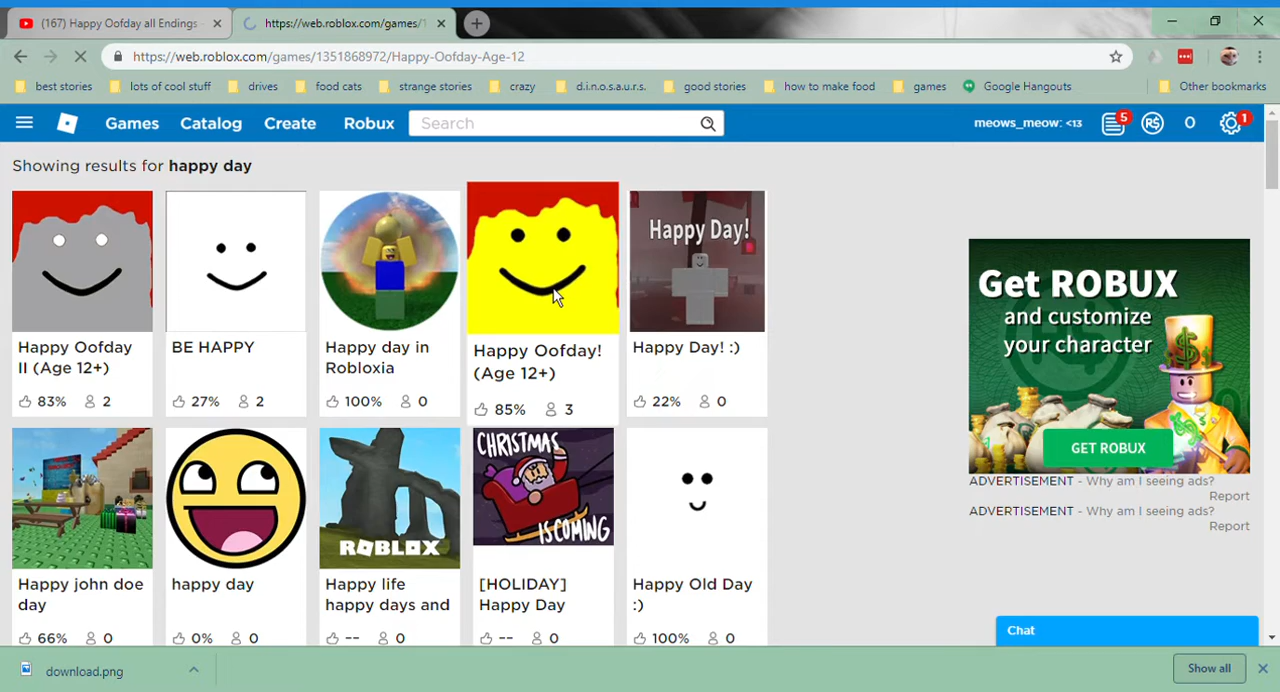 (167) Happy Oofday all Endings
https://web.roblox.com/games/1
https://web.roblox.com/games/1351868972/Happy-Oofday-Age-12
best stories
lots of cool stuff
drives
food cats
strange stories
crazy
d.i.n.o.s.a.u.r.s.
good stories
how to make food
games
Google Hangouts
Other bookmarks
Games
Catalog
Create
Robux
Search
meows_meow: <13
5
R$
0
1
Showing results for happy day
Happy Day!
Happy Oofday II (Age 12+)
83% 2
BE HAPPY
27% 2
Happy day in Robloxia
100% 0
Happy Oofday! (Age 12+)
85% 3
Happy Day! :)
22% 0
Get ROBUX
and customize
your character
GET ROBUX
ADVERTISEMENT - Why am I seeing ads?
Report
ADVERTISEMENT - Why am I seeing ads?
Report
ROBLOX
CHRISTMAS
IS COMING
Happy john doe day
66% 0
happy day
0% 0
Happy life happy days and
-- 0
[HOLIDAY] Happy Day
-- 0
Happy Old Day :)
100% 0
Chat
download.png
Show all